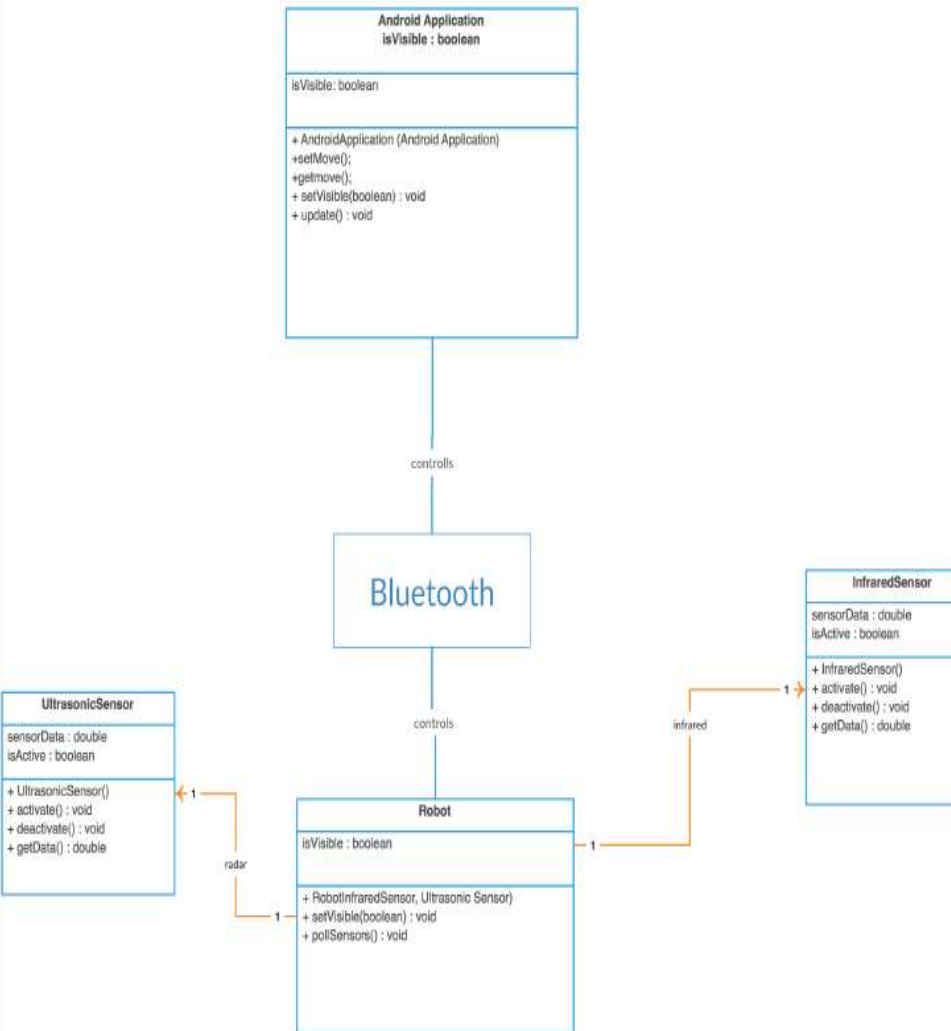 Android Application
isVisible : boolean
isVisible: boolean
+ AndroidApplication (Android Application)
+setMove();
+getmove();
+ setVisible(boolean) : void
+ update() : void
controlls
Bluetooth
controls
InfraredSensor
sensorData : double
isActive : boolean
+ InfraredSensor()
+ activate() : void
+ deactivate() : void
+ getData() : double
1
infrared
1
UltrasonicSensor
sensorData : double
isActive : boolean
+ UltrasonicSensor()
+ activate() : void
+ deactivate() : void
+ getData() : double
1
radar
1
Robot
isVisible : boolean
+ RobotInfraredSensor, Ultrasonic Sensor)
+ setVisible(boolean) : void
+ pollSensors() : void